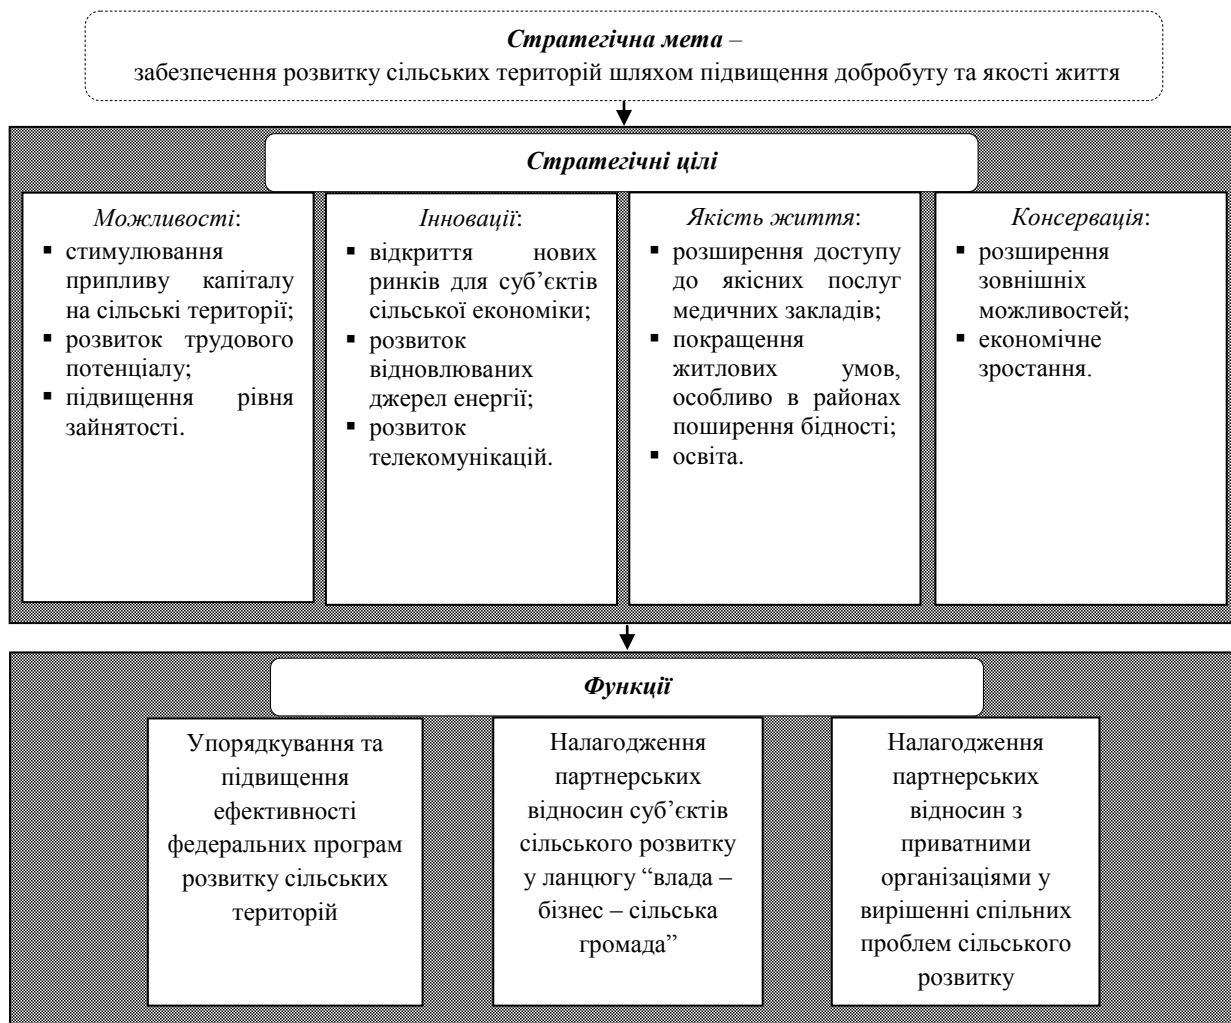 Стратегічна мета –
забезпечення розвитку сільських територій шляхом підвищення добробуту та якості життя
Стратегічні цілі
Можливості:
▪ стимулювання
припливу капіталу
на сільські території;
▪ розвиток трудового
потенціалу;
▪ підвищення рівня
зайнятості.
Інновації:
▪ відкриття нових
ринків для суб’єктів
сільської економіки;
▪ розвиток
відновлюваних
джерел енергії;
▪ розвиток
телекомунікацій.
Якість життя:
▪ розширення доступу
до якісних послуг
медичних закладів;
▪ покращення
житлових умов,
особливо в районах
поширення бідності;
▪ освіта.
Консервація:
▪ розширення
зовнішніх
можливостей;
▪ економічне
зростання.
Функції
Упорядкування та
підвищення
ефективності
федеральних програм
розвитку сільських
територій
Налагодження
партнерських
відносин суб’єктів
сільського розвитку
у ланцюгу “влада –
бізнес – сільська
громада”
Налагодження
партнерських
відносин з
приватними
організаціями у
вирішенні спільних
проблем сільського
розвитку